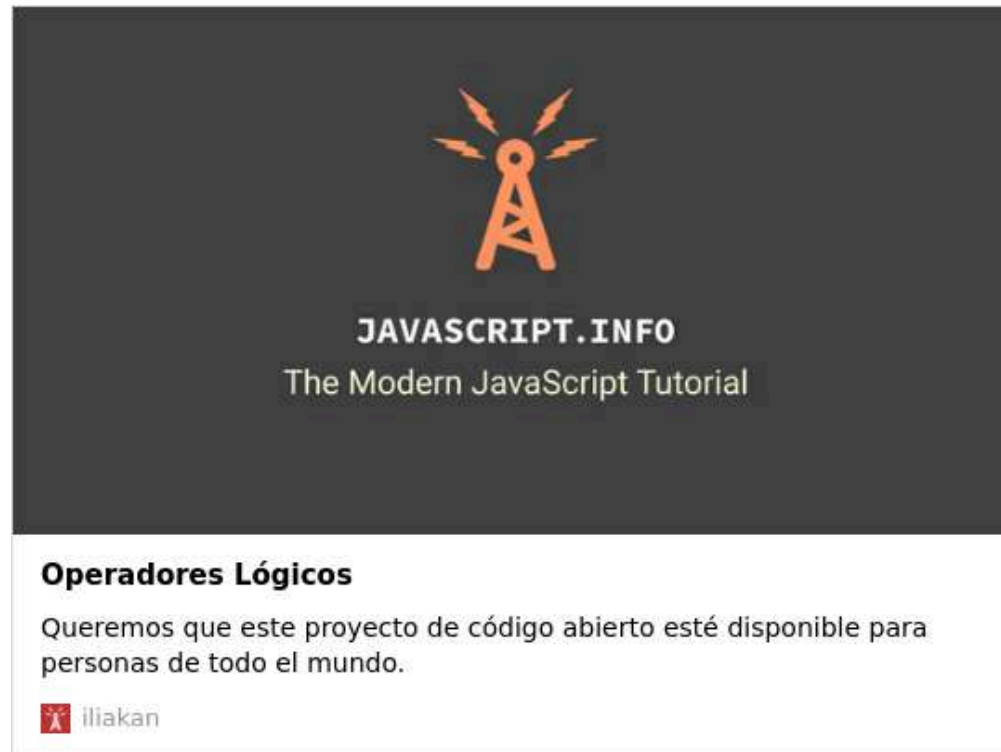 JAVASCRIPT.INFO
The Modern JavaScript Tutorial
Operadores Lógicos
Queremos que este proyecto de código abierto esté disponible para
personas de todo el mundo.
iliakan